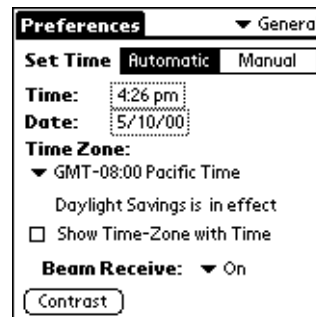 Preferences
Genera
Set Time Automatic Manual
Time: 4:26 pm
Date: 5/10/00
Time Zone:
GMT-08:00 Pacific Time
Daylight Savings is in effect
Show Time-Zone with Time
Beam Receive: On
Contrast